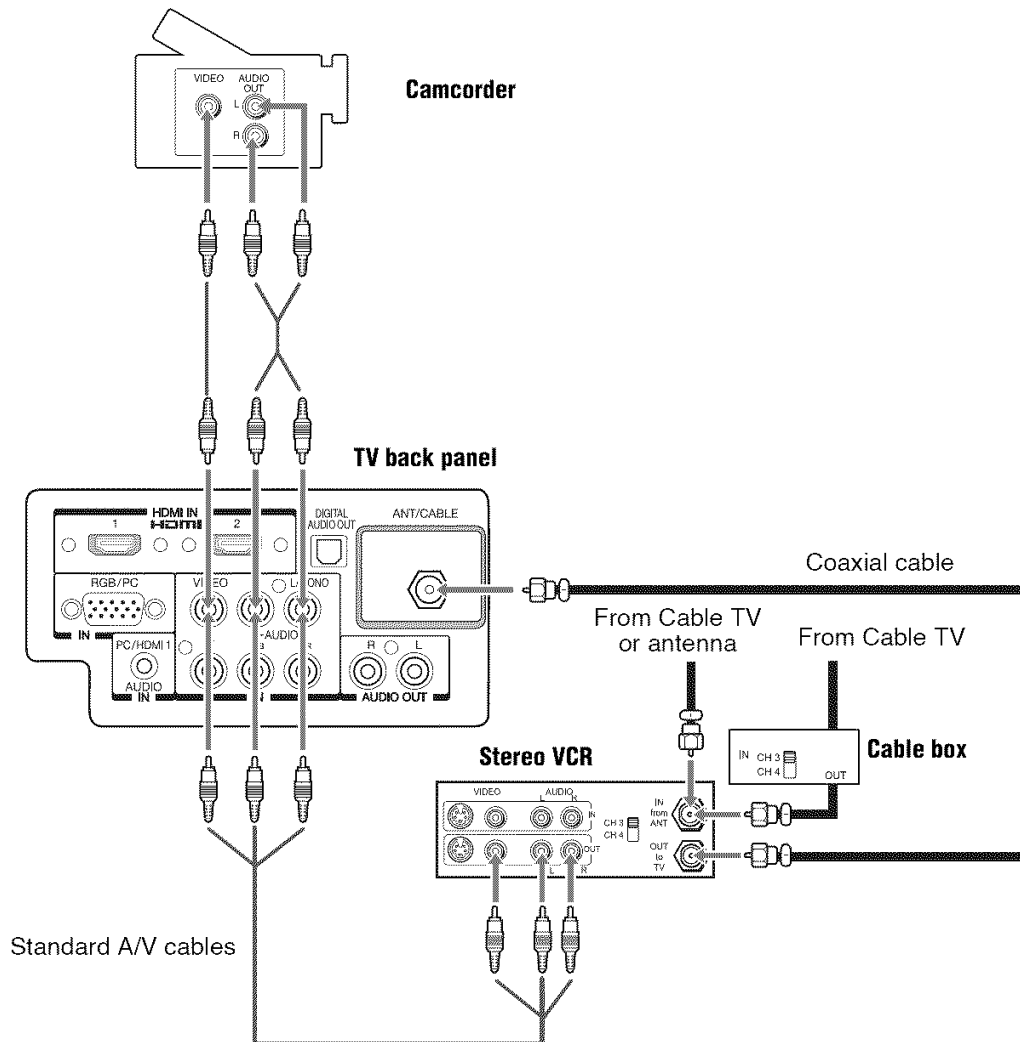 VIDEO
AUDIO
OUT
L
R
Camcorder
TV back panel
HDMI IN
1
HDMI
2
DIGITAL
AUDIO OUT
ANT/CABLE
RGB/PC
IN
VIDEO
AUDIO
PC/HDMI 1
AUDIO
IN
R
L
AUDIO OUT
Coaxial cable
From Cable TV
or antenna
From Cable TV
Stereo VCR
Cable box
IN
CH 3
CH 4
OUT
VIDEO
AUDIO
L
R
IN
CH 3
CH 4
IN
from
ANT
OUT
OUT
to
TV
L
R
Standard A/V cables